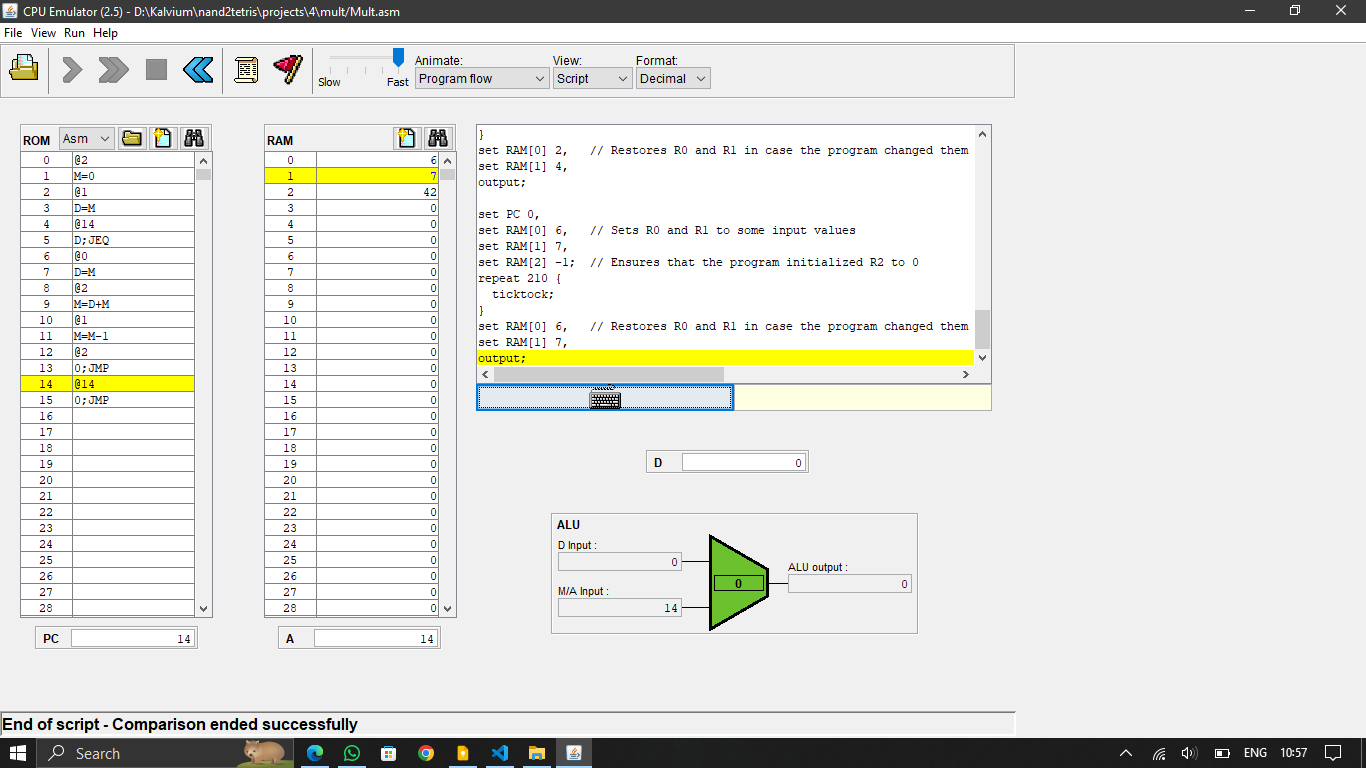 CPU Emulator (2.5) - D:\Kalvium\nand2tetris\projects\4\mult/Mult.asm
File View Run Help
Slow Fast
Animate:
Program flow
View:
Script
Format:
Decimal
ROM Asm
0 @2
1 M=0
2 @1
3 D=M
4 @14
5 D;JEQ
6 @0
7 D=M
8 @2
9 M=D+M
10 @1
11 M=M-1
12 @2
13 0;JMP
14 @14
15 0;JMP
16
17
18
19
20
21
22
23
24
25
26
27
28
PC 14
RAM
0 6
1 7
2 42
3 0
4 0
5 0
6 0
7 0
8 0
9 0
10 0
11 0
12 0
13 0
14 0
15 0
16 0
17 0
18 0
19 0
20 0
21 0
22 0
23 0
24 0
25 0
26 0
27 0
28 0
A 14
}
set RAM[0] 2, // Restores R0 and R1 in case the program changed them
set RAM[1] 4,
output;
set PC 0,
set RAM[0] 6, // Sets R0 and R1 to some input values
set RAM[1] 7,
set RAM[2] -1; // Ensures that the program initialized R2 to 0
repeat 210 {
ticktock;
}
set RAM[0] 6, // Restores R0 and R1 in case the program changed them
set RAM[1] 7,
output;
D 0
ALU
D Input :
0
M/A Input :
14
0
ALU output :
0
End of script - Comparison ended successfully
Search
ENG 10:57